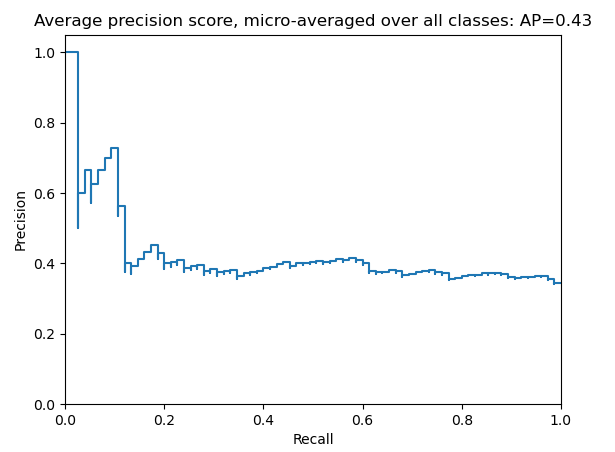 Average precision score, micro-averaged over all classes: AP=0.43
1.0
0.8
0.6
0.4
0.2
0.0
Precision
0.0 0.2 0.4 0.6 0.8 1.0
Recall